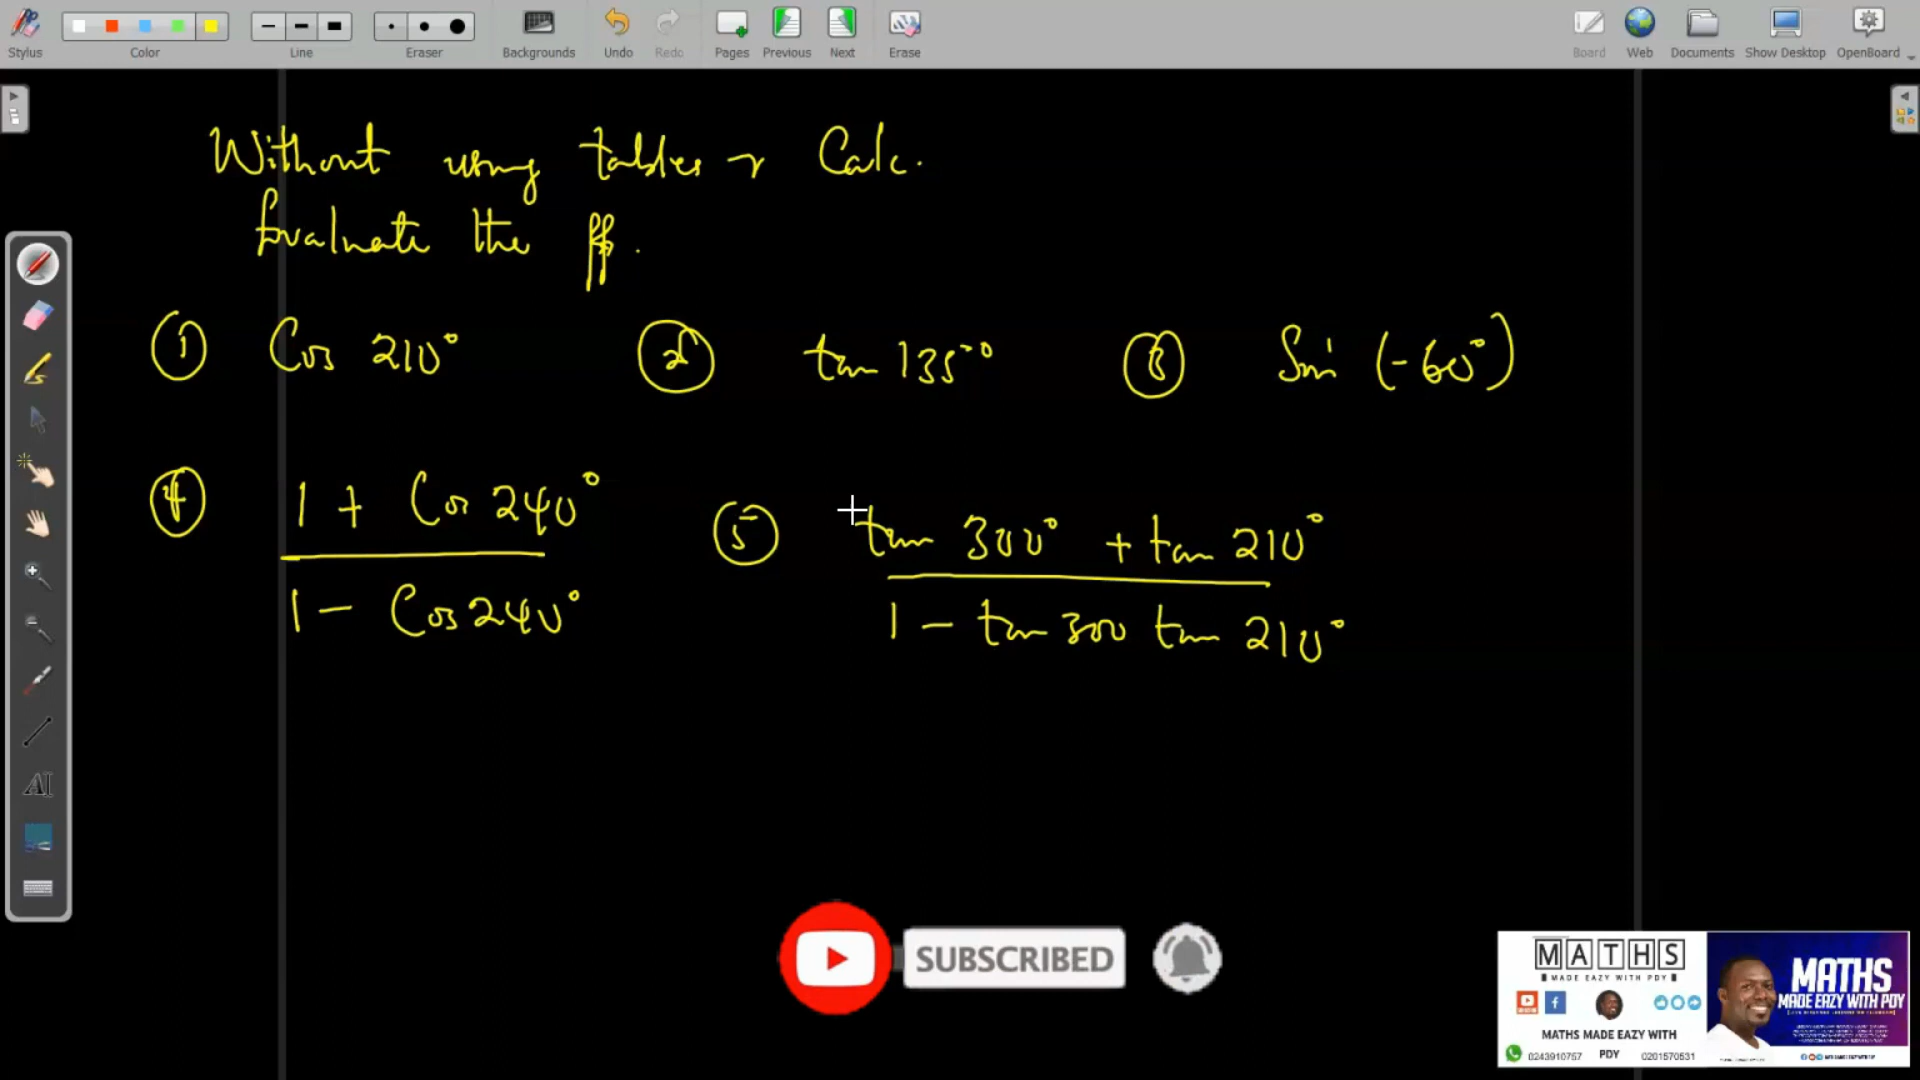 Stylus
Color
Line
Eraser
Backgrounds
Undo
Redo
Pages
Previous
Next
Erase
Board
Web
Documents
Show Desktop
OpenBoard
Without using tables or Calc.
Evaluate the ff.
① Cos 210° ② tan 135° ③ Sin (-60°)
④ 1 + Cos 240°
1 - Cos 240°
⑤ tan 300° + tan 210°
1 - tan 300 tan 210°
AI
SUBSCRIBED
MATHS
MADE EAZY WITH PDY
MATHS MADE EAZY WITH
PDY
0243910757
0201570531
MATHS
MADE EAZY WITH PDY